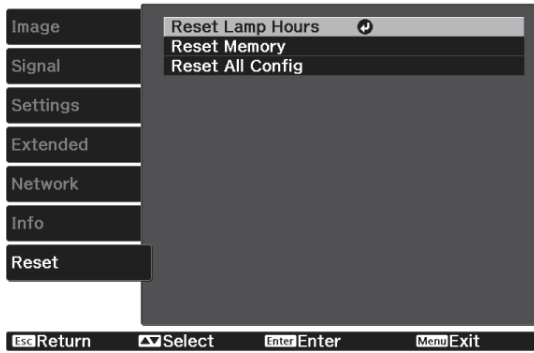 Image
Signal
Settings
Extended
Network
Info
Reset
Reset Lamp Hours
Reset Memory
Reset All Config
Esc Return
Select
Enter Enter
Menu Exit